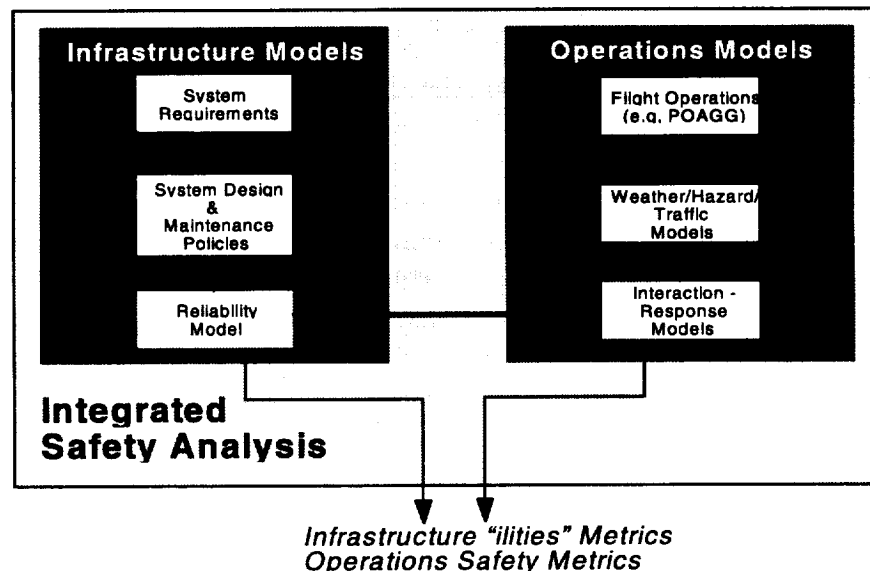 Infrastructure Models
System
Requirements
System Design
&
Maintenance
Policies
Reliability
Model
Operations Models
Flight Operations
(e.g. POAGG)
Weather/Hazard/
Traffic
Models
Interaction -
Response
Models
Integrated
Safety Analysis
Infrastructure "ilities" Metrics
Operations Safety Metrics